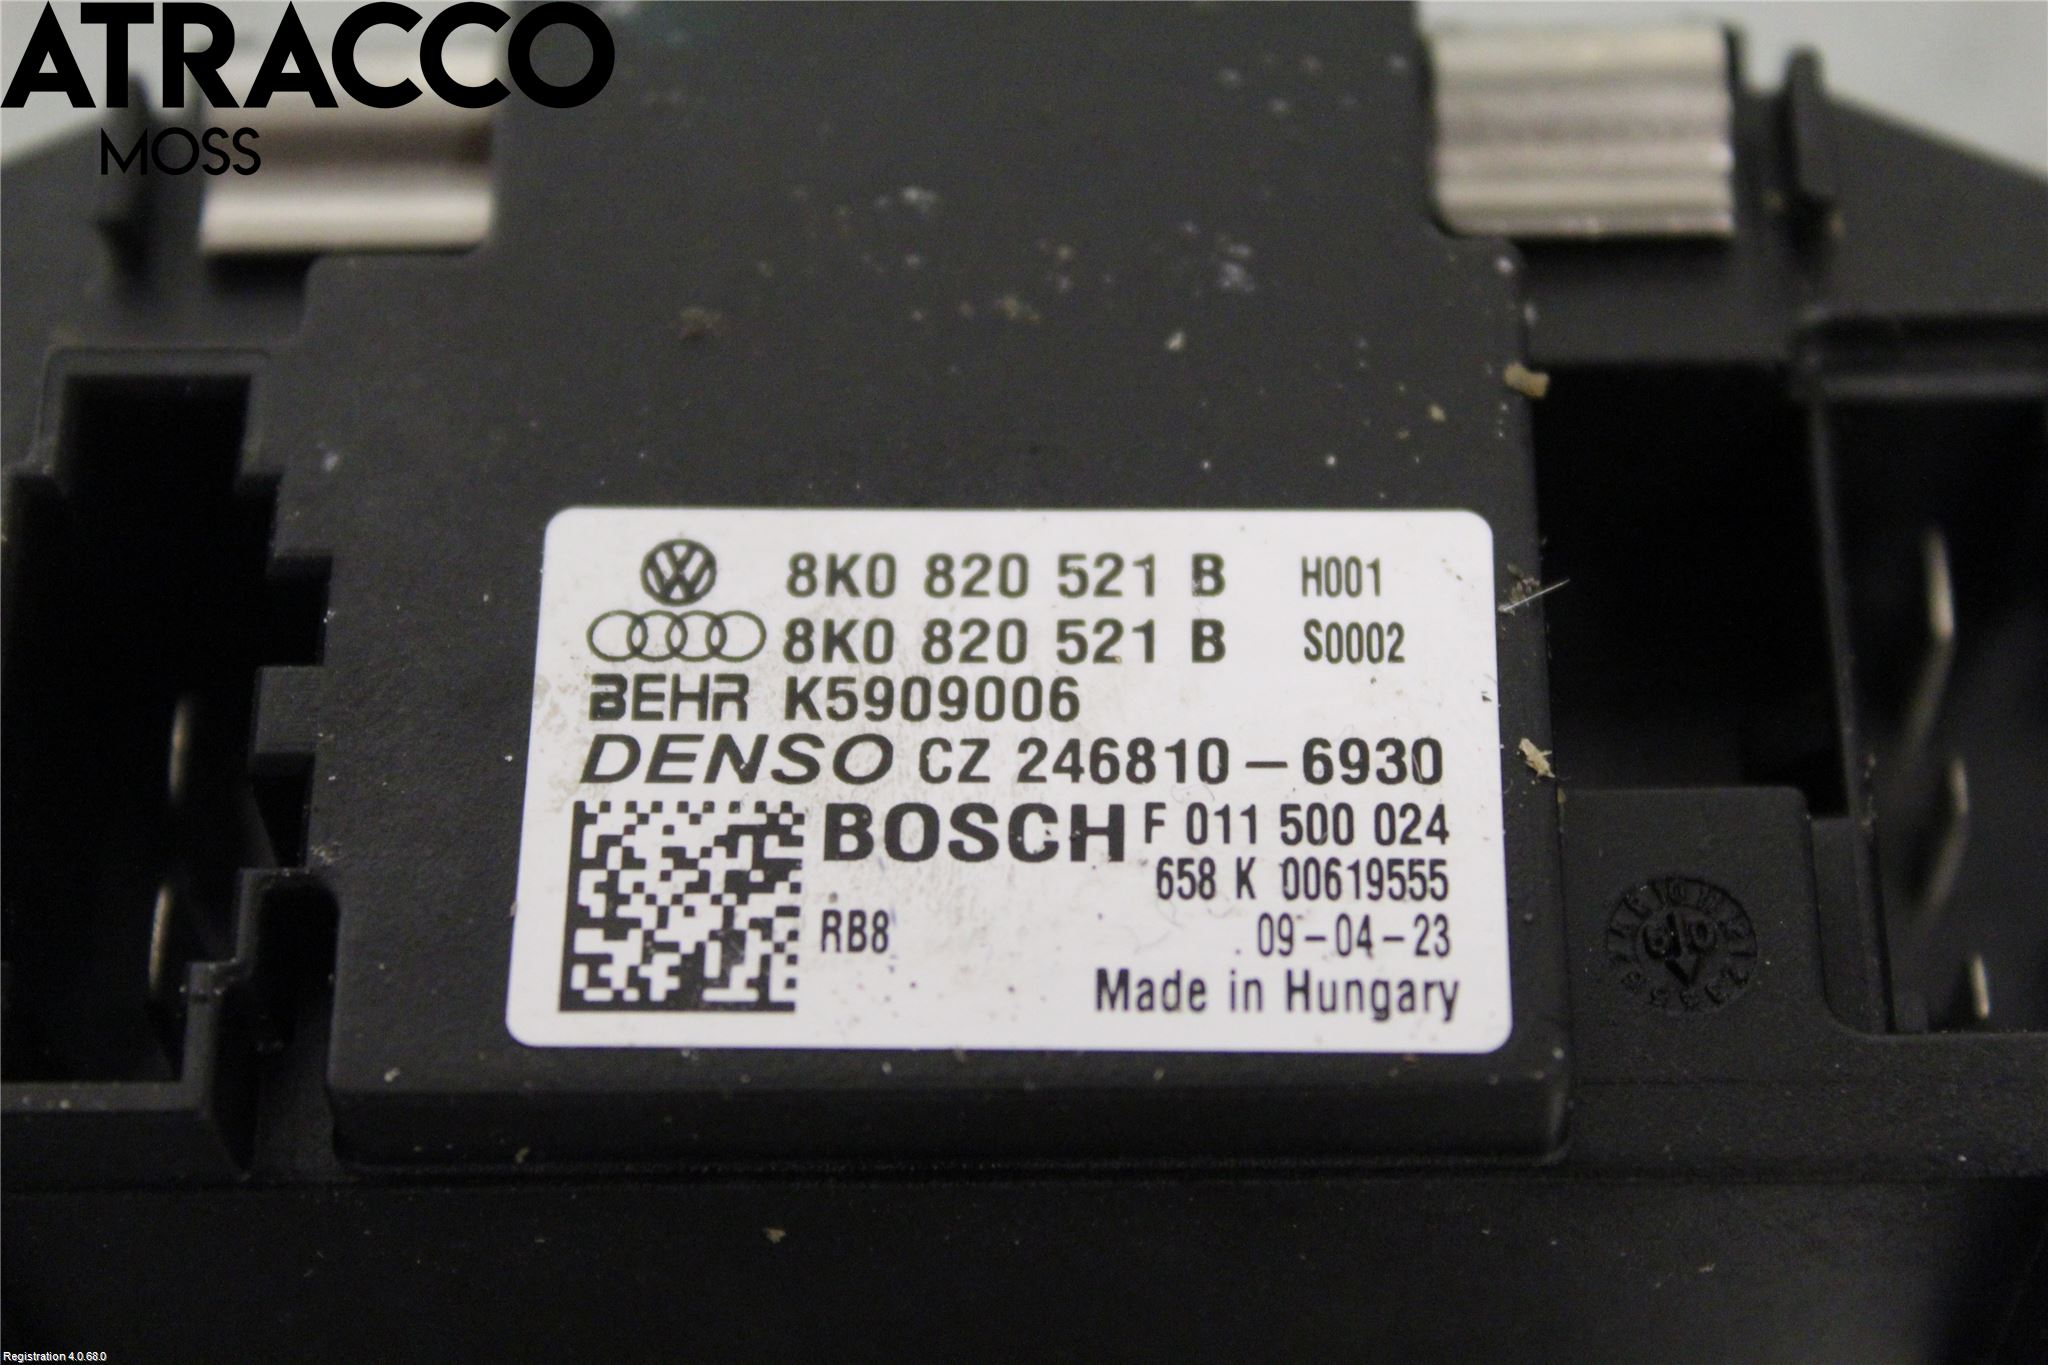 ATRACCO
MOSS
8K0 820 521 B H001
8K0 820 521 B S0002
BEHR K5909006
DENSO CZ 246810-6930
BOSCH F 011 500 024
658 K 00619555
RB8 09-04-23
Made in Hungary
Registration 4.0.68.0